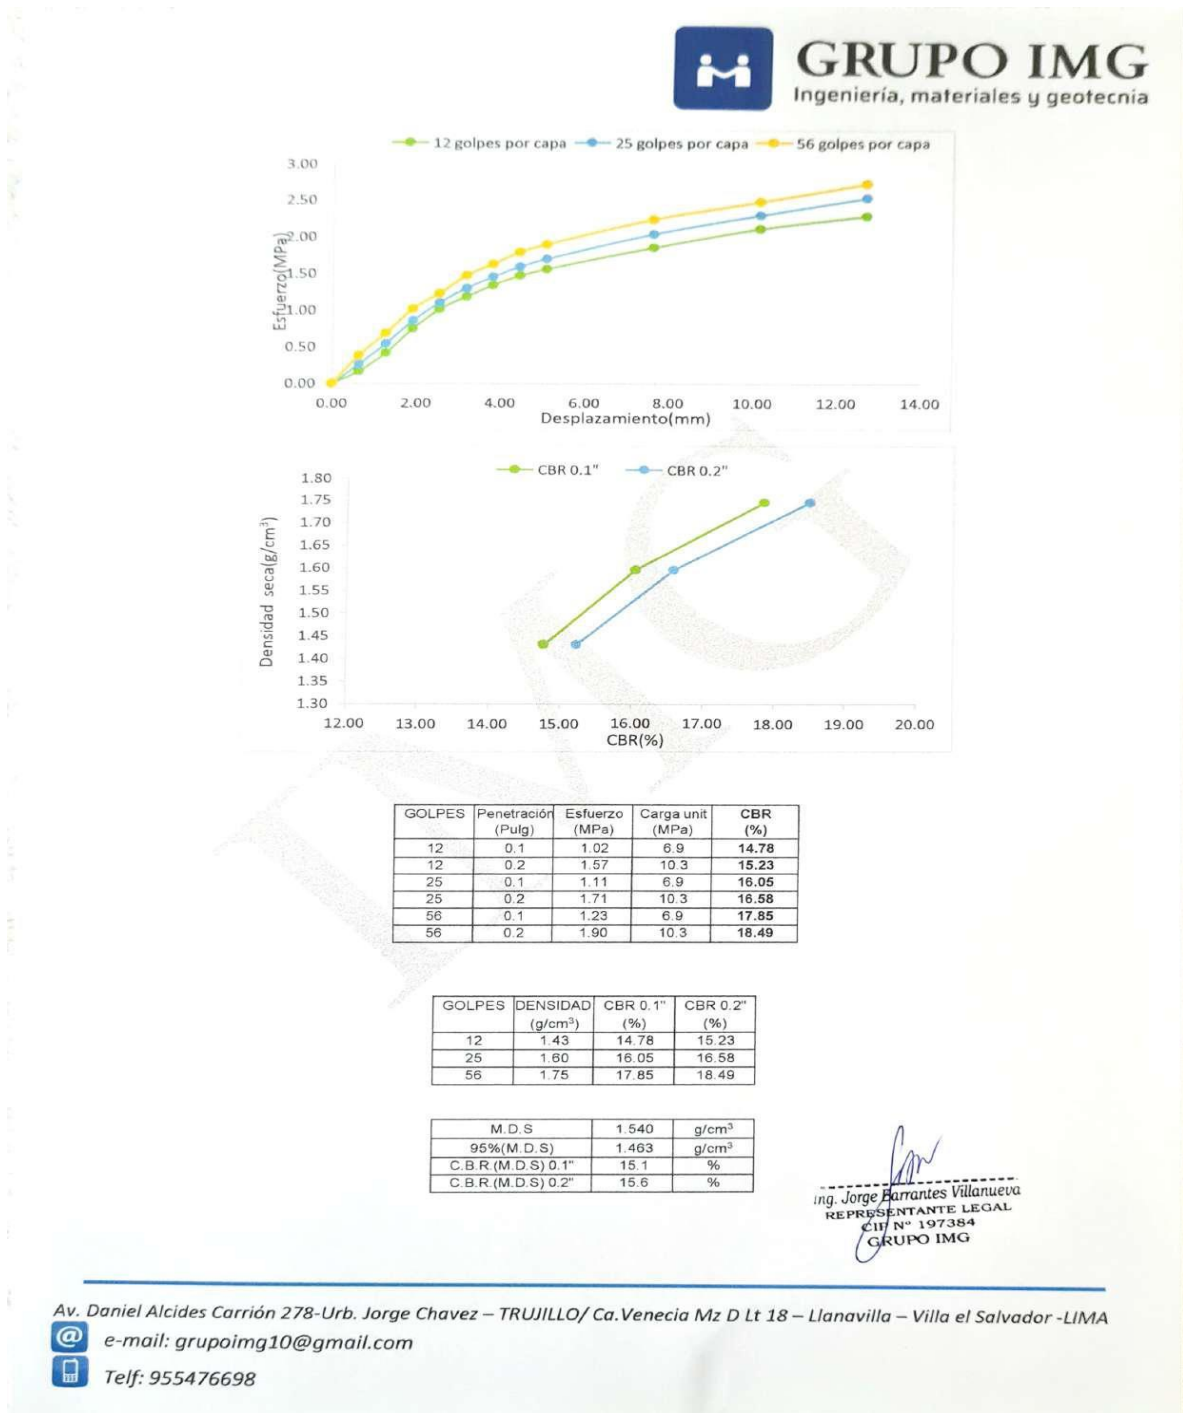 GRUPO IMG
Ingeniería, materiales y geotecnia
12 golpes por capa 25 golpes por capa 56 golpes por capa
3.00
2.50
2.00
1.50
1.00
0.50
0.00
Esfuerzo(MPa)
0.00 2.00 4.00 6.00 8.00 10.00 12.00 14.00
Desplazamiento(mm)
CBR 0.1" CBR 0.2"
1.80
1.75
1.70
1.65
1.60
1.55
1.50
1.45
1.40
1.35
1.30
Densidad seca(g/cm³)
12.00 13.00 14.00 15.00 16.00 17.00 18.00 19.00 20.00
CBR(%)
IMG
GOLPES Penetración Esfuerzo Carga unit CBR
(Pulg) (MPa) (MPa) (%)
12 0.1 1.02 6.9 14.78
12 0.2 1.57 10.3 15.23
25 0.1 1.11 6.9 16.05
25 0.2 1.71 10.3 16.58
56 0.1 1.23 6.9 17.85
56 0.2 1.90 10.3 18.49
GOLPES DENSIDAD CBR 0.1" CBR 0.2"
(g/cm³) (%) (%)
12 1.43 14.78 15.23
25 1.60 16.05 16.58
56 1.75 17.85 18.49
M.D.S 1.540 g/cm³
95%(M.D.S) 1.463 g/cm³
C.B.R.(M.D.S) 0.1" 15.1 %
C.B.R.(M.D.S) 0.2" 15.6 %
Ing. Jorge Barrantes Villanueva
REPRESENTANTE LEGAL
CIP N° 197384
GRUPO IMG
Av. Daniel Alcides Carrión 278-Urb. Jorge Chavez – TRUJILLO/ Ca.Venecia Mz D Lt 18 – Llanavilla – Villa el Salvador -LIMA
@ e-mail: grupoimg10@gmail.com
Telf: 955476698